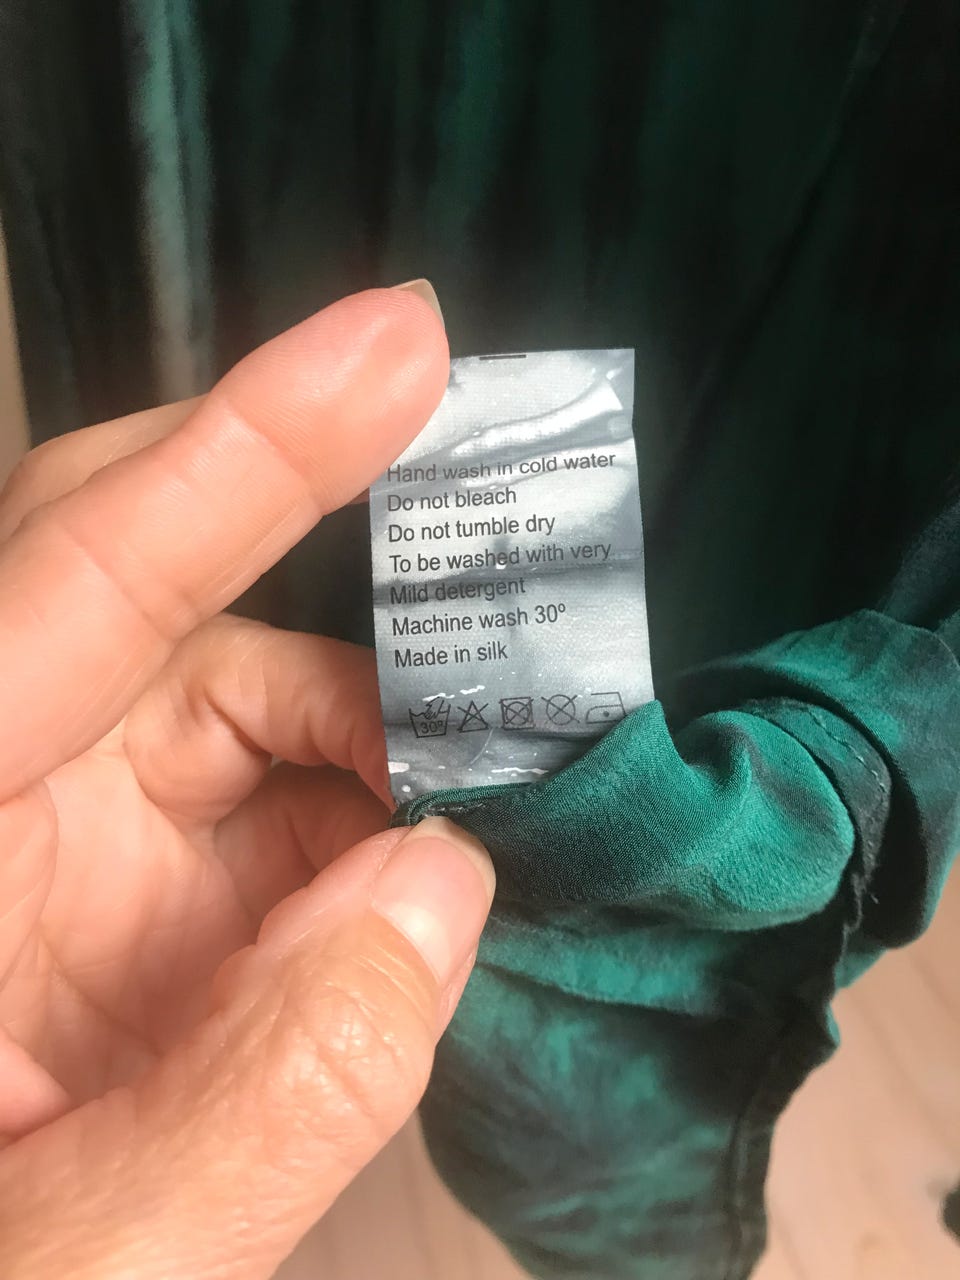 Hand wash in cold water
Do not bleach
Do not tumble dry
To be washed with very
Mild detergent
Machine wash 30º
Made in silk
30º